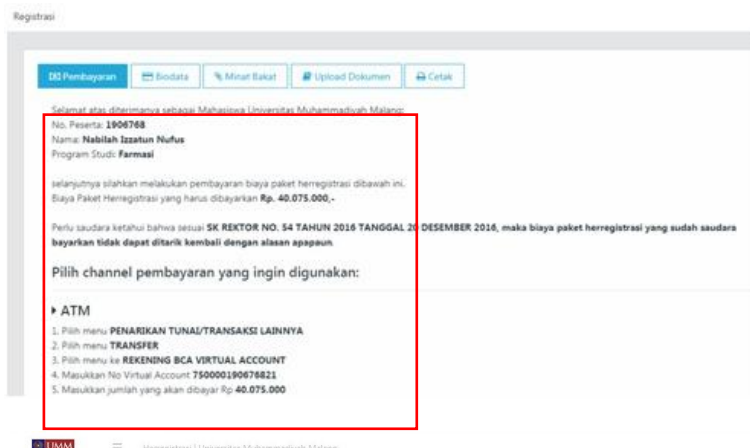 Registrasi
Pembayaran Biodata Minat Bakat Upload Dokumen Cetak
Selamat atas diterimanya sebagai Mahasiswa Universitas Muhammadiyah Malang:
No. Peserta: 1906768
Nama: Nabilah Izzatun Nufus
Program Studi: Farmasi
selanjutnya silahkan melakukan pembayaran biaya paket herregistrasi dibawah ini.
Biaya Paket Herregistrasi yang harus dibayarkan Rp. 40.075.000,-
Perlu saudara ketahui bahwa sesuai SK REKTOR NO. 54 TAHUN 2016 TANGGAL 20 DESEMBER 2016, maka biaya paket herregistrasi yang sudah saudara
bayarkan tidak dapat ditarik kembali dengan alasan apapaun.
Pilih channel pembayaran yang ingin digunakan:
ATM
1. Pilih menu PENARIKAN TUNAI/TRANSAKSI LAINNYA
2. Pilih menu TRANSFER
3. Pilih menu ke REKENING BCA VIRTUAL ACCOUNT
4. Masukkan No Virtual Account 750000190676821
5. Masukkan jumlah yang akan dibayar Rp 40.075.000
UMM Herregistrasi | Universitas Muhammadiyah Malang